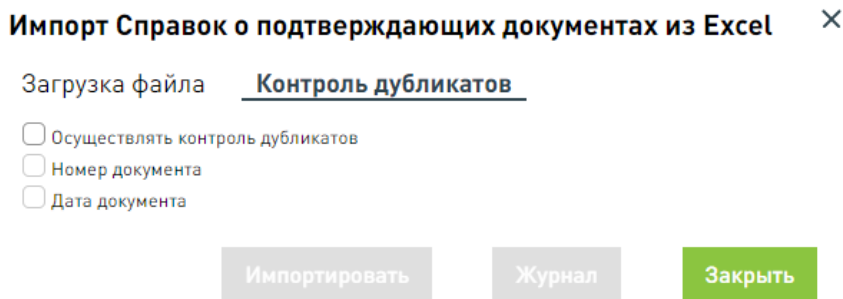 Импорт Справок о подтверждающих документах из Excel
Загрузка файла Контроль дубликатов
Осуществлять контроль дубликатов
Номер документа
Дата документа
Импортировать Журнал Закрыть